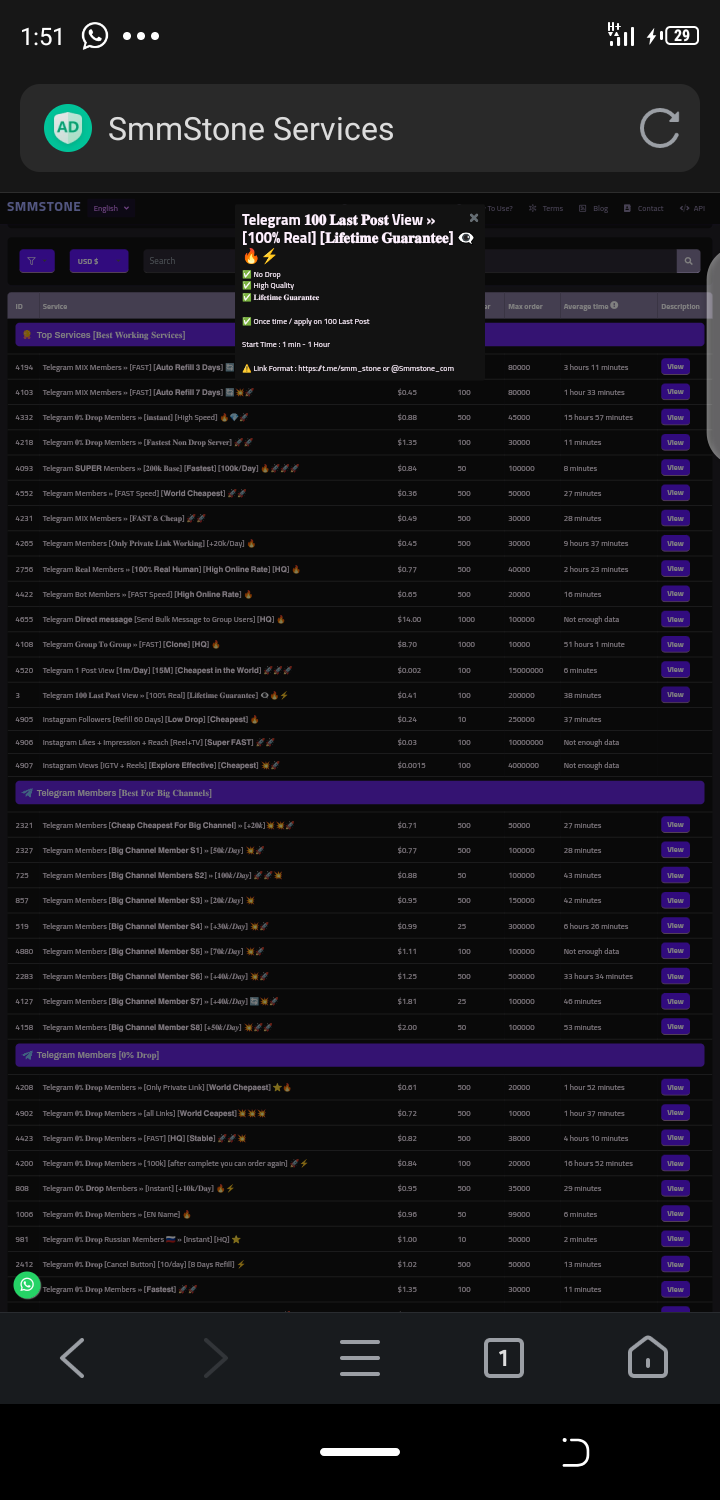 1:51
H+
29
AD
SmmStone Services
SMMSTONE English To Use? Terms Blog Contact API
USD $ Search
Telegram 𝟏𝟎𝟎 𝐋𝐚𝐬𝐭 𝐏𝐨𝐬𝐭 View »
[100% Real] [𝐋𝐢𝐟𝐞𝐭𝐢𝐦𝐞 𝐆𝐮𝐚𝐫𝐚𝐧𝐭𝐞𝐞] 👁️‍🗨️
🔥⚡
✅ No Drop
✅ High Quality
✅ 𝐋𝐢𝐟𝐞𝐭𝐢𝐦𝐞 𝐆𝐮𝐚𝐫𝐚𝐧𝐭𝐞𝐞
✅ Once time / apply on 100 Last Post
Start Time : 1 min - 1 Hour
⚠️ Link Format : https://t.me/smm_stone or @Smmstone_com
ID Service Max order Average time Description
Top Services [Best Working Services]
4194 Telegram MIX Members » [FAST] [Auto Refill 3 Days] 80000 3 hours 11 minutes View
4103 Telegram MIX Members » [FAST] [Auto Refill 7 Days] $0.45 100 80000 1 hour 33 minutes View
4332 Telegram 0% Drop Members » [instant] [High Speed] $0.88 500 45000 15 hours 57 minutes View
4218 Telegram 0% Drop Members » [Fastest Non Drop Server] $1.35 100 30000 11 minutes View
4093 Telegram SUPER Members » [200k Base] [Fastest] [100k/Day] $0.84 50 100000 8 minutes View
4552 Telegram Members » [FAST Speed] [World Cheapest] $0.36 500 50000 27 minutes View
4231 Telegram MIX Members » [FAST & Cheap] $0.49 500 30000 28 minutes View
4265 Telegram Members [Only Private Link Working] [+20k/Day] $0.45 500 30000 9 hours 37 minutes View
2756 Telegram Real Members » [100% Real Human] [High Online Rate] [HQ] $0.77 500 40000 2 hours 23 minutes View
4422 Telegram Bot Members » [FAST Speed] [High Online Rate] $0.65 500 20000 16 minutes View
4655 Telegram Direct message [Send Bulk Message to Group Users] [HQ] $14.00 1000 100000 Not enough data View
4108 Telegram Group To Group » [FAST] [Clone] [HQ] $8.70 1000 10000 51 hours 1 minute View
4520 Telegram 1 Post View [1m/Day] [15M] [Cheapest in the World] $0.002 100 15000000 6 minutes View
3 Telegram 100 Last Post View » [100% Real] [Lifetime Guarantee] $0.41 100 200000 38 minutes View
4905 Instagram Followers [Refill 60 Days] [Low Drop] [Cheapest] $0.24 10 250000 37 minutes
4906 Instagram Likes + Impression + Reach [Reel+TV] [Super FAST] $0.03 100 10000000 Not enough data
4907 Instagram Views [IGTV + Reels] [Explore Effective] [Cheapest] $0.0015 100 4000000 Not enough data
Telegram Members [Best For Big Channels]
2321 Telegram Members [Cheap Cheapest For Big Channel] » [+20k] $0.71 500 50000 27 minutes View
2327 Telegram Members [Big Channel Member S1] » [50k/Day] $0.77 500 100000 28 minutes View
725 Telegram Members [Big Channel Members S2] » [100k/Day] $0.88 50 100000 43 minutes View
857 Telegram Members [Big Channel Member S3] » [20k/Day] $0.95 500 150000 42 minutes View
519 Telegram Members [Big Channel Member S4] » [+30k/Day] $0.99 25 300000 6 hours 26 minutes View
4880 Telegram Members [Big Channel Member S5] » [70k/Day] $1.11 100 100000 Not enough data View
2283 Telegram Members [Big Channel Member S6] » [+40k/Day] $1.25 500 500000 33 hours 34 minutes View
4127 Telegram Members [Big Channel Member S7] » [+40k/Day] $1.81 25 100000 46 minutes View
4158 Telegram Members [Big Channel Member S8] [+50k/Day] $2.00 50 100000 53 minutes View
Telegram Members [0% Drop]
4208 Telegram 0% Drop Members » [Only Private Link] [World Chepaest] $0.61 500 20000 1 hour 52 minutes View
4902 Telegram 0% Drop Members » [all Links] [World Ceapest] $0.72 500 10000 1 hour 37 minutes View
4423 Telegram 0% Drop Members » [FAST] [HQ] [Stable] $0.82 500 38000 4 hours 10 minutes View
4200 Telegram 0% Drop Members » [100k] [after complete you can order again] $0.84 100 20000 16 hours 52 minutes View
808 Telegram 0% Drop Members » [instant] [+10k/Day] $0.95 500 35000 29 minutes View
1006 Telegram 0% Drop Members » [EN Name] $0.96 50 99000 6 minutes View
981 Telegram 0% Drop Russian Members » [Instant] [HQ] $1.00 10 50000 2 minutes View
2412 Telegram 0% Drop [Cancel Button] [10/day] [8 Days Refill] $1.02 500 50000 13 minutes View
Telegram 0% Drop Members » [Fastest] $1.35 100 30000 11 minutes View
1